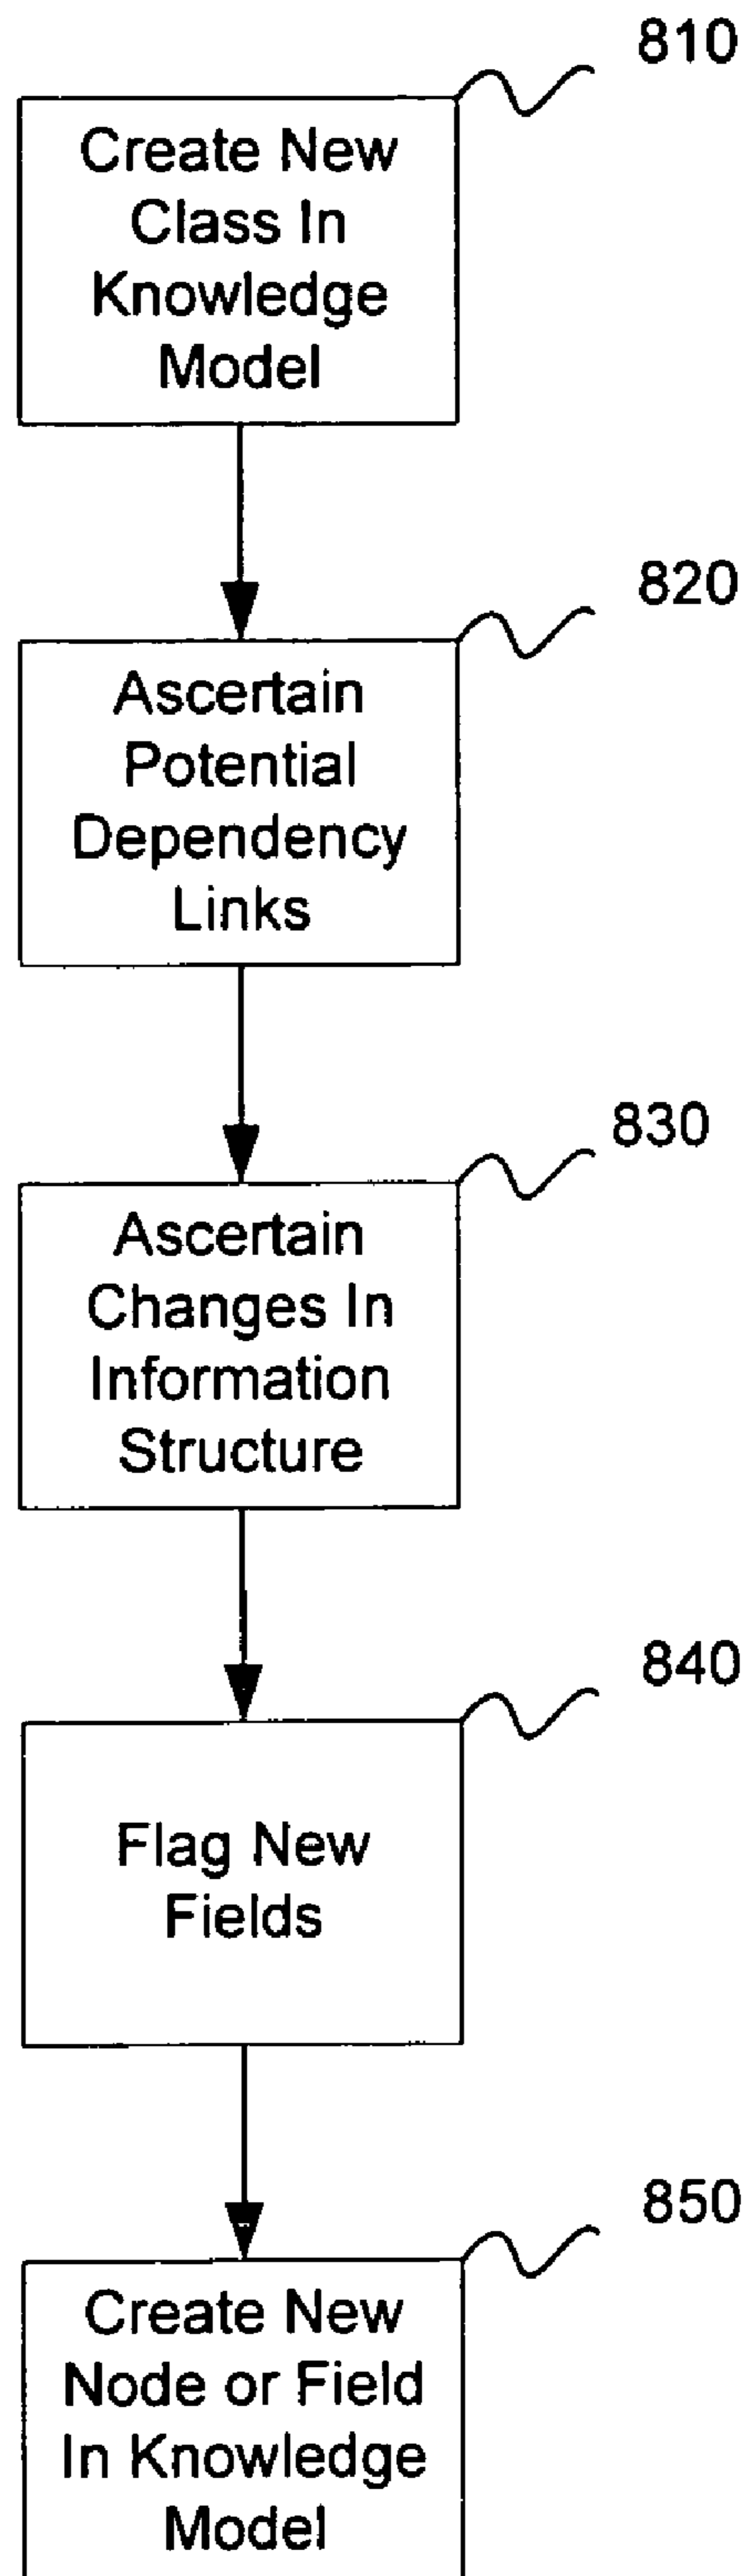 810
Create New
Class In
Knowledge
Model
820
Ascertain
Potential
Dependency
Links
830
Ascertain
Changes In
Information
Structure
840
Flag New
Fields
850
Create New
Node or Field
In Knowledge
Model